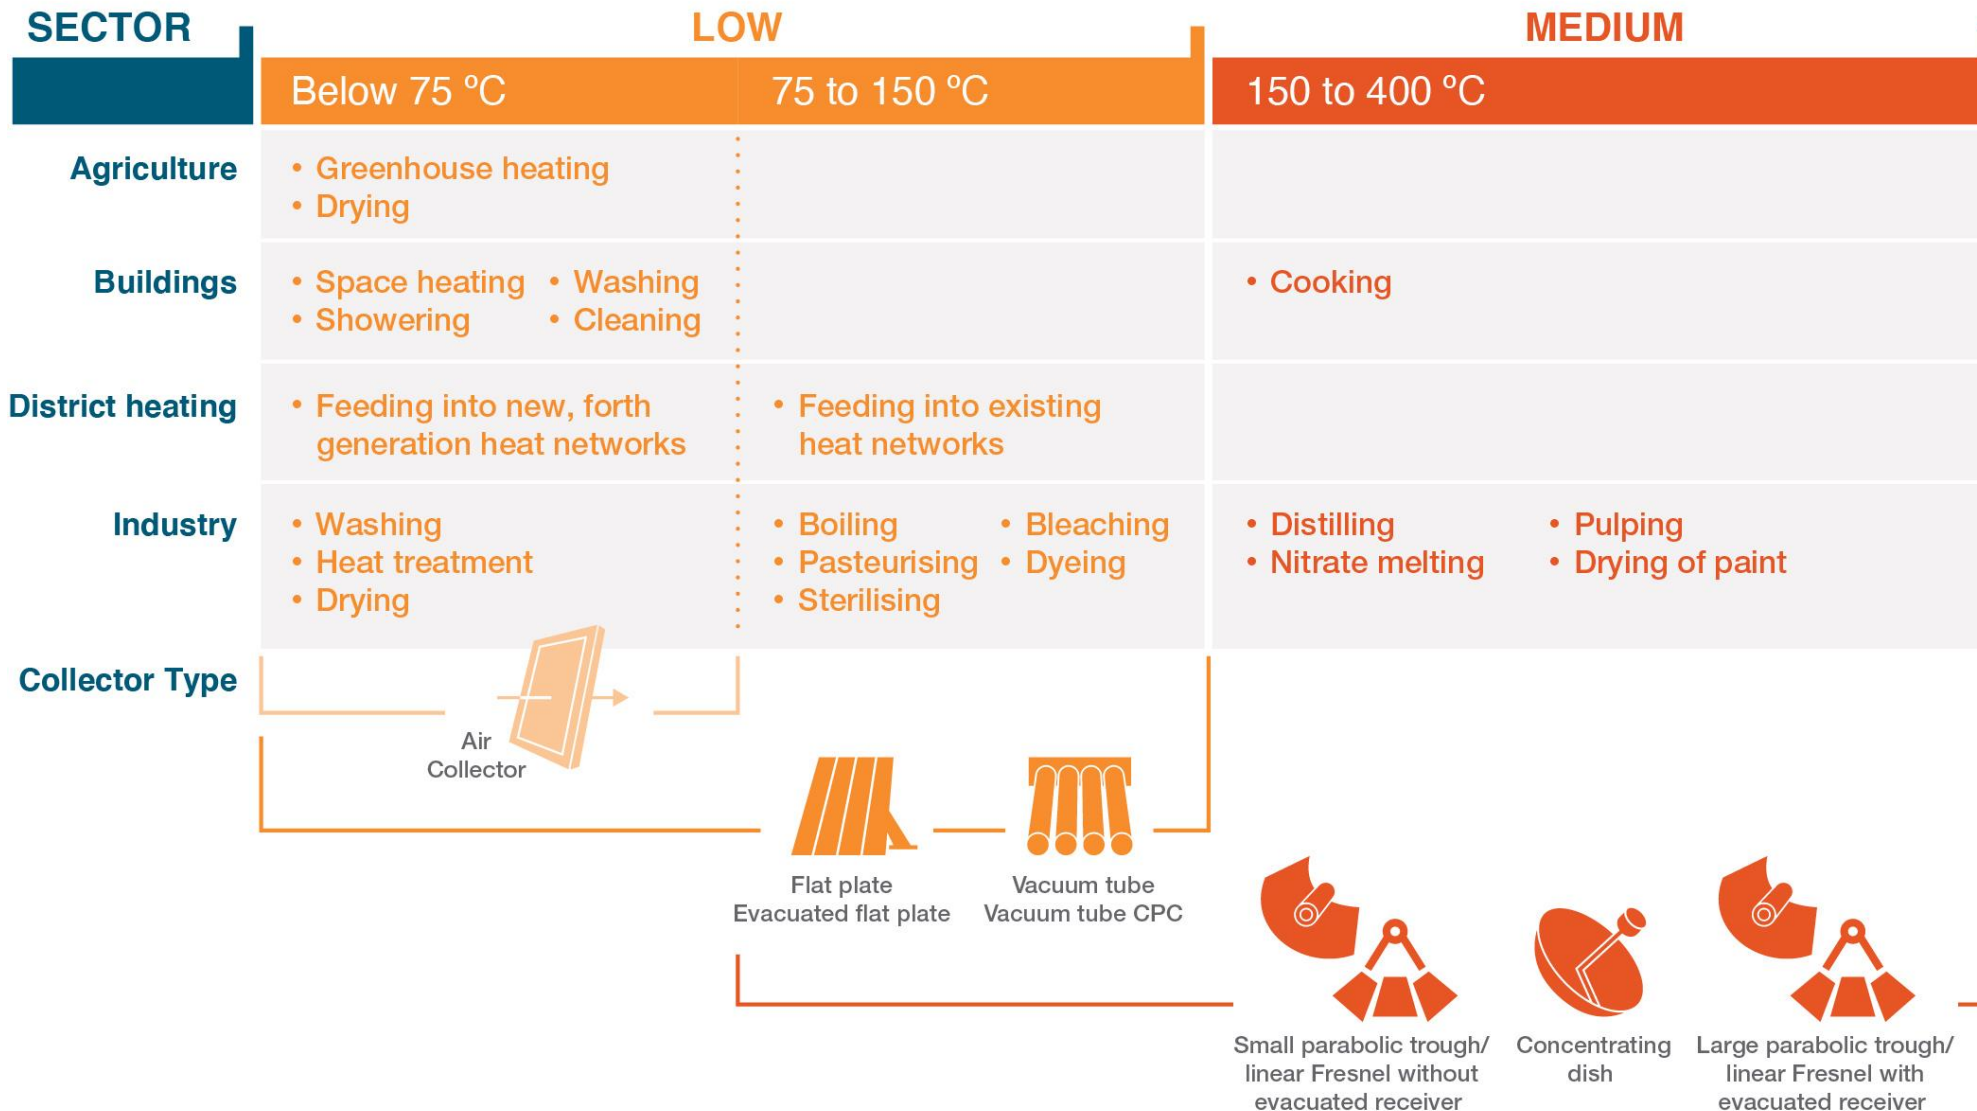 SECTOR
LOW
MEDIUM
Below 75 ºC
75 to 150 ºC
150 to 400 ºC
Agriculture
• Greenhouse heating
• Drying
Buildings
• Space heating • Washing
• Showering • Cleaning
• Cooking
District heating
• Feeding into new, forth
generation heat networks
• Feeding into existing
heat networks
Industry
• Washing
• Heat treatment
• Drying
• Boiling • Bleaching
• Pasteurising • Dyeing
• Sterilising
• Distilling • Pulping
• Nitrate melting • Drying of paint
Collector Type
Air
Collector
Flat plate
Evacuated flat plate
Vacuum tube
Vacuum tube CPC
Small parabolic trough/
linear Fresnel without
evacuated receiver
Concentrating
dish
Large parabolic trough/
linear Fresnel with
evacuated receiver